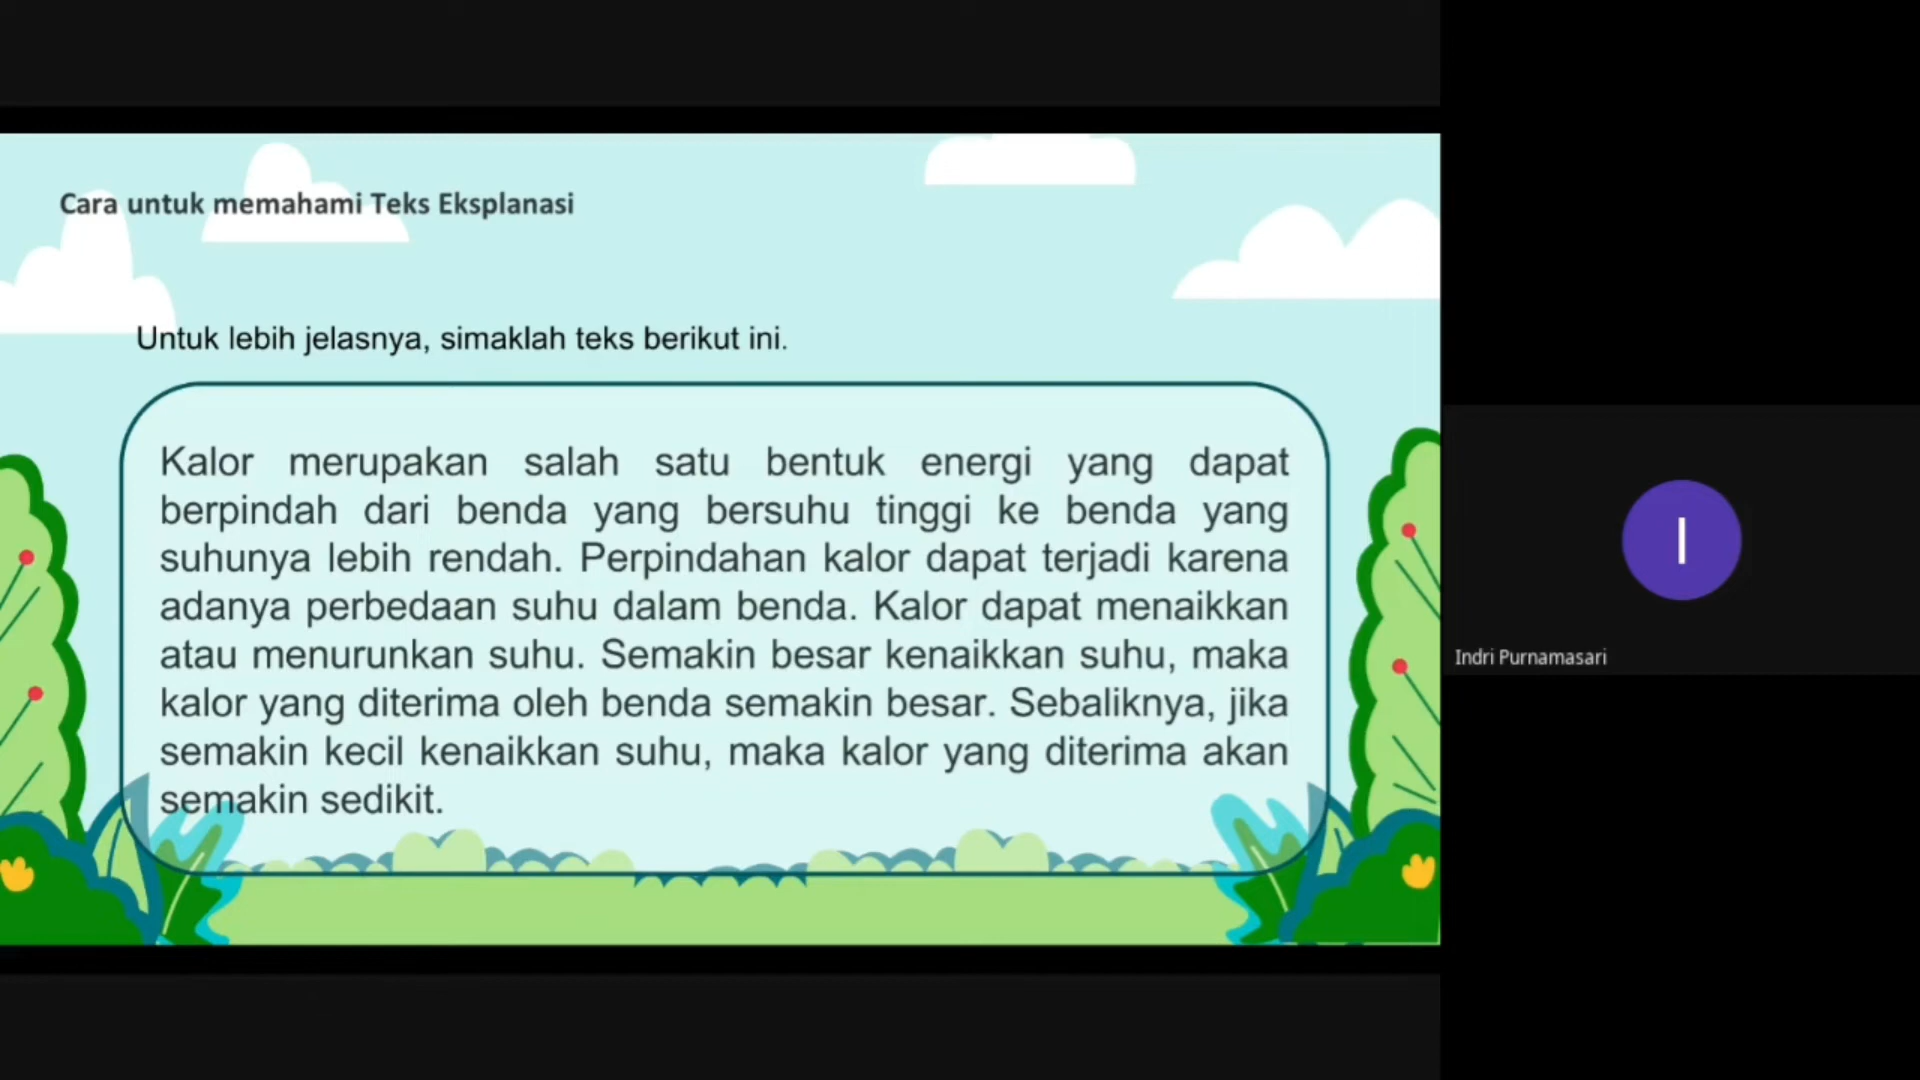 Cara untuk memahami Teks Eksplanasi
Untuk lebih jelasnya, simaklah teks berikut ini.
Kalor merupakan salah satu bentuk energi yang dapat
berpindah dari benda yang bersuhu tinggi ke benda yang
suhunya lebih rendah. Perpindahan kalor dapat terjadi karena
adanya perbedaan suhu dalam benda. Kalor dapat menaikkan
atau menurunkan suhu. Semakin besar kenaikkan suhu, maka
kalor yang diterima oleh benda semakin besar. Sebaliknya, jika
semakin kecil kenaikkan suhu, maka kalor yang diterima akan
semakin sedikit.
I
Indri Purnamasari